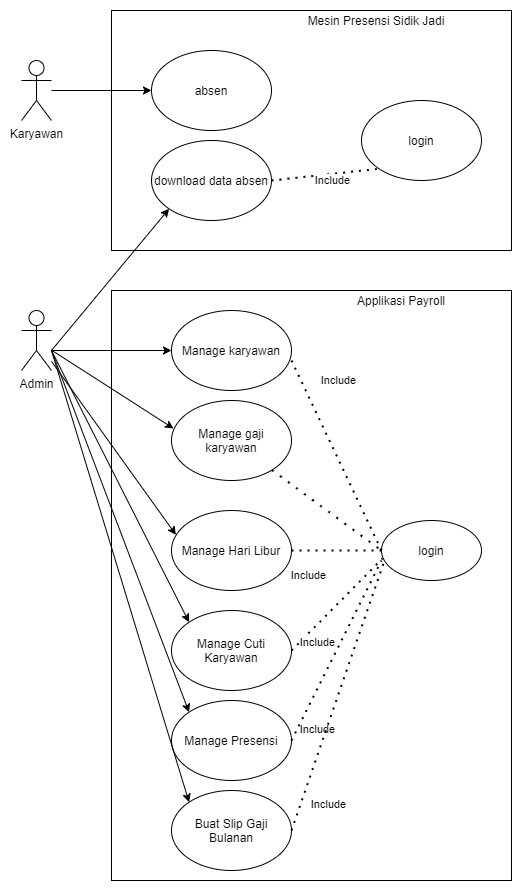 Mesin Presensi Sidik Jadi
absen
Karyawan
login
download data absen
Include
Applikasi Payroll
Manage karyawan
Admin
Include
Manage gaji
karyawan
Manage Hari Libur
login
Include
Manage Cuti
Karyawan
Include
Manage Presensi
Include
Buat Slip Gaji
Bulanan
Include